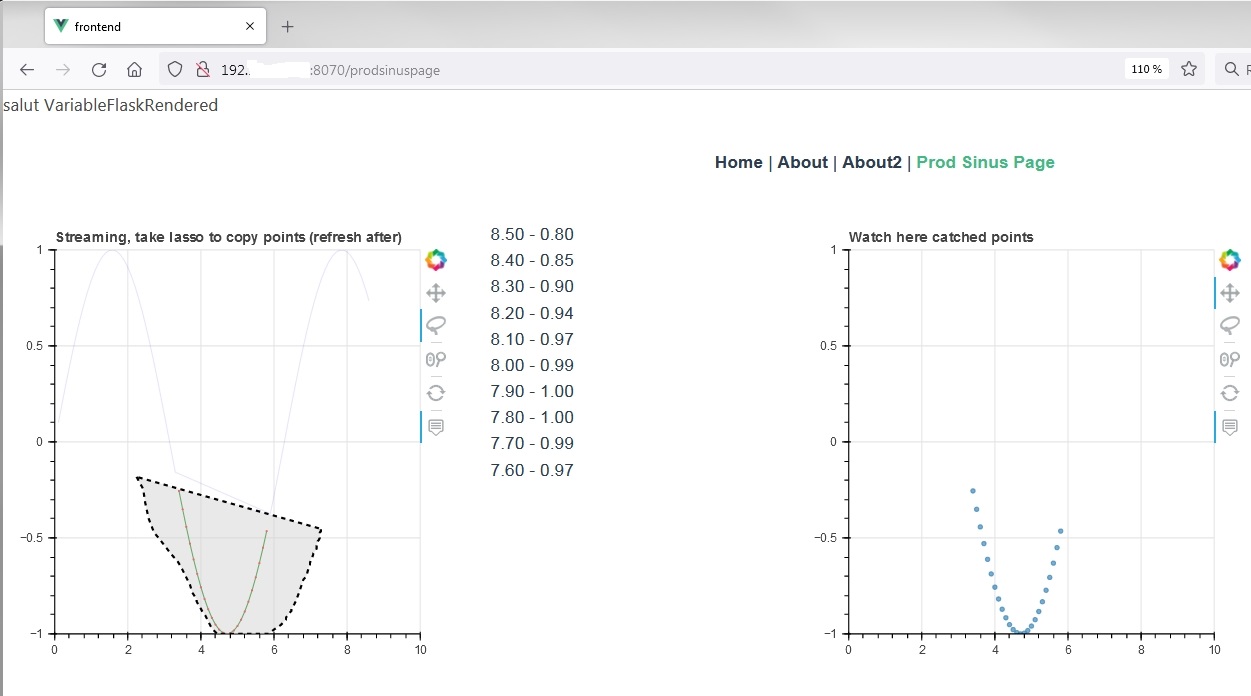 frontend
192.
:8070/prodsinuspage
110 %
salut VariableFlaskRendered
Home | About | About2 | Prod Sinus Page
Streaming, take lasso to copy points (refresh after)
1
0.5
0
−0.5
−1
0 2 4 6 8 10
8.50 - 0.80
8.40 - 0.85
8.30 - 0.90
8.20 - 0.94
8.10 - 0.97
8.00 - 0.99
7.90 - 1.00
7.80 - 1.00
7.70 - 0.99
7.60 - 0.97
Watch here catched points
1
0.5
0
−0.5
−1
0 2 4 6 8 10